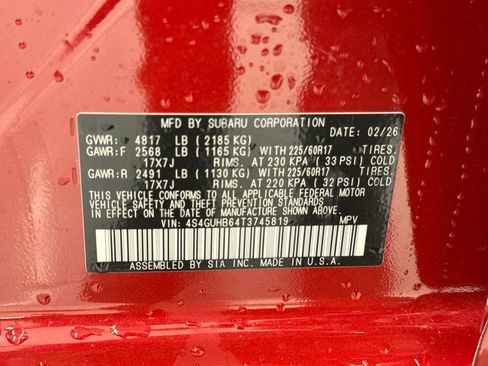 MFD BY SUBARU CORPORATION DATE: 02/26
GVWR: 4817 LB (2185 KG)
GAWR:F 2568 LB (1165 KG) WITH 225/60R17 TIRES.
17X7J RIMS. AT 230 KPA (33 PSI) COLD
GAWR:R 2491 LB (1130 KG) WITH 225/60R17 TIRES.
17X7J RIMS. AT 220 KPA (32 PSI) COLD
THIS VEHICLE CONFORMS TO ALL APPLICABLE FEDERAL MOTOR
VEHICLE SAFETY AND THEFT PREVENTION STANDARDS
IN EFFECT ON THE DATE OF MANUFACTURE SHOWN ABOVE.
VIN: 4S4GUHB64T3745819 MPV
ASSEMBLED BY SIA INC. MADE IN U.S.A.